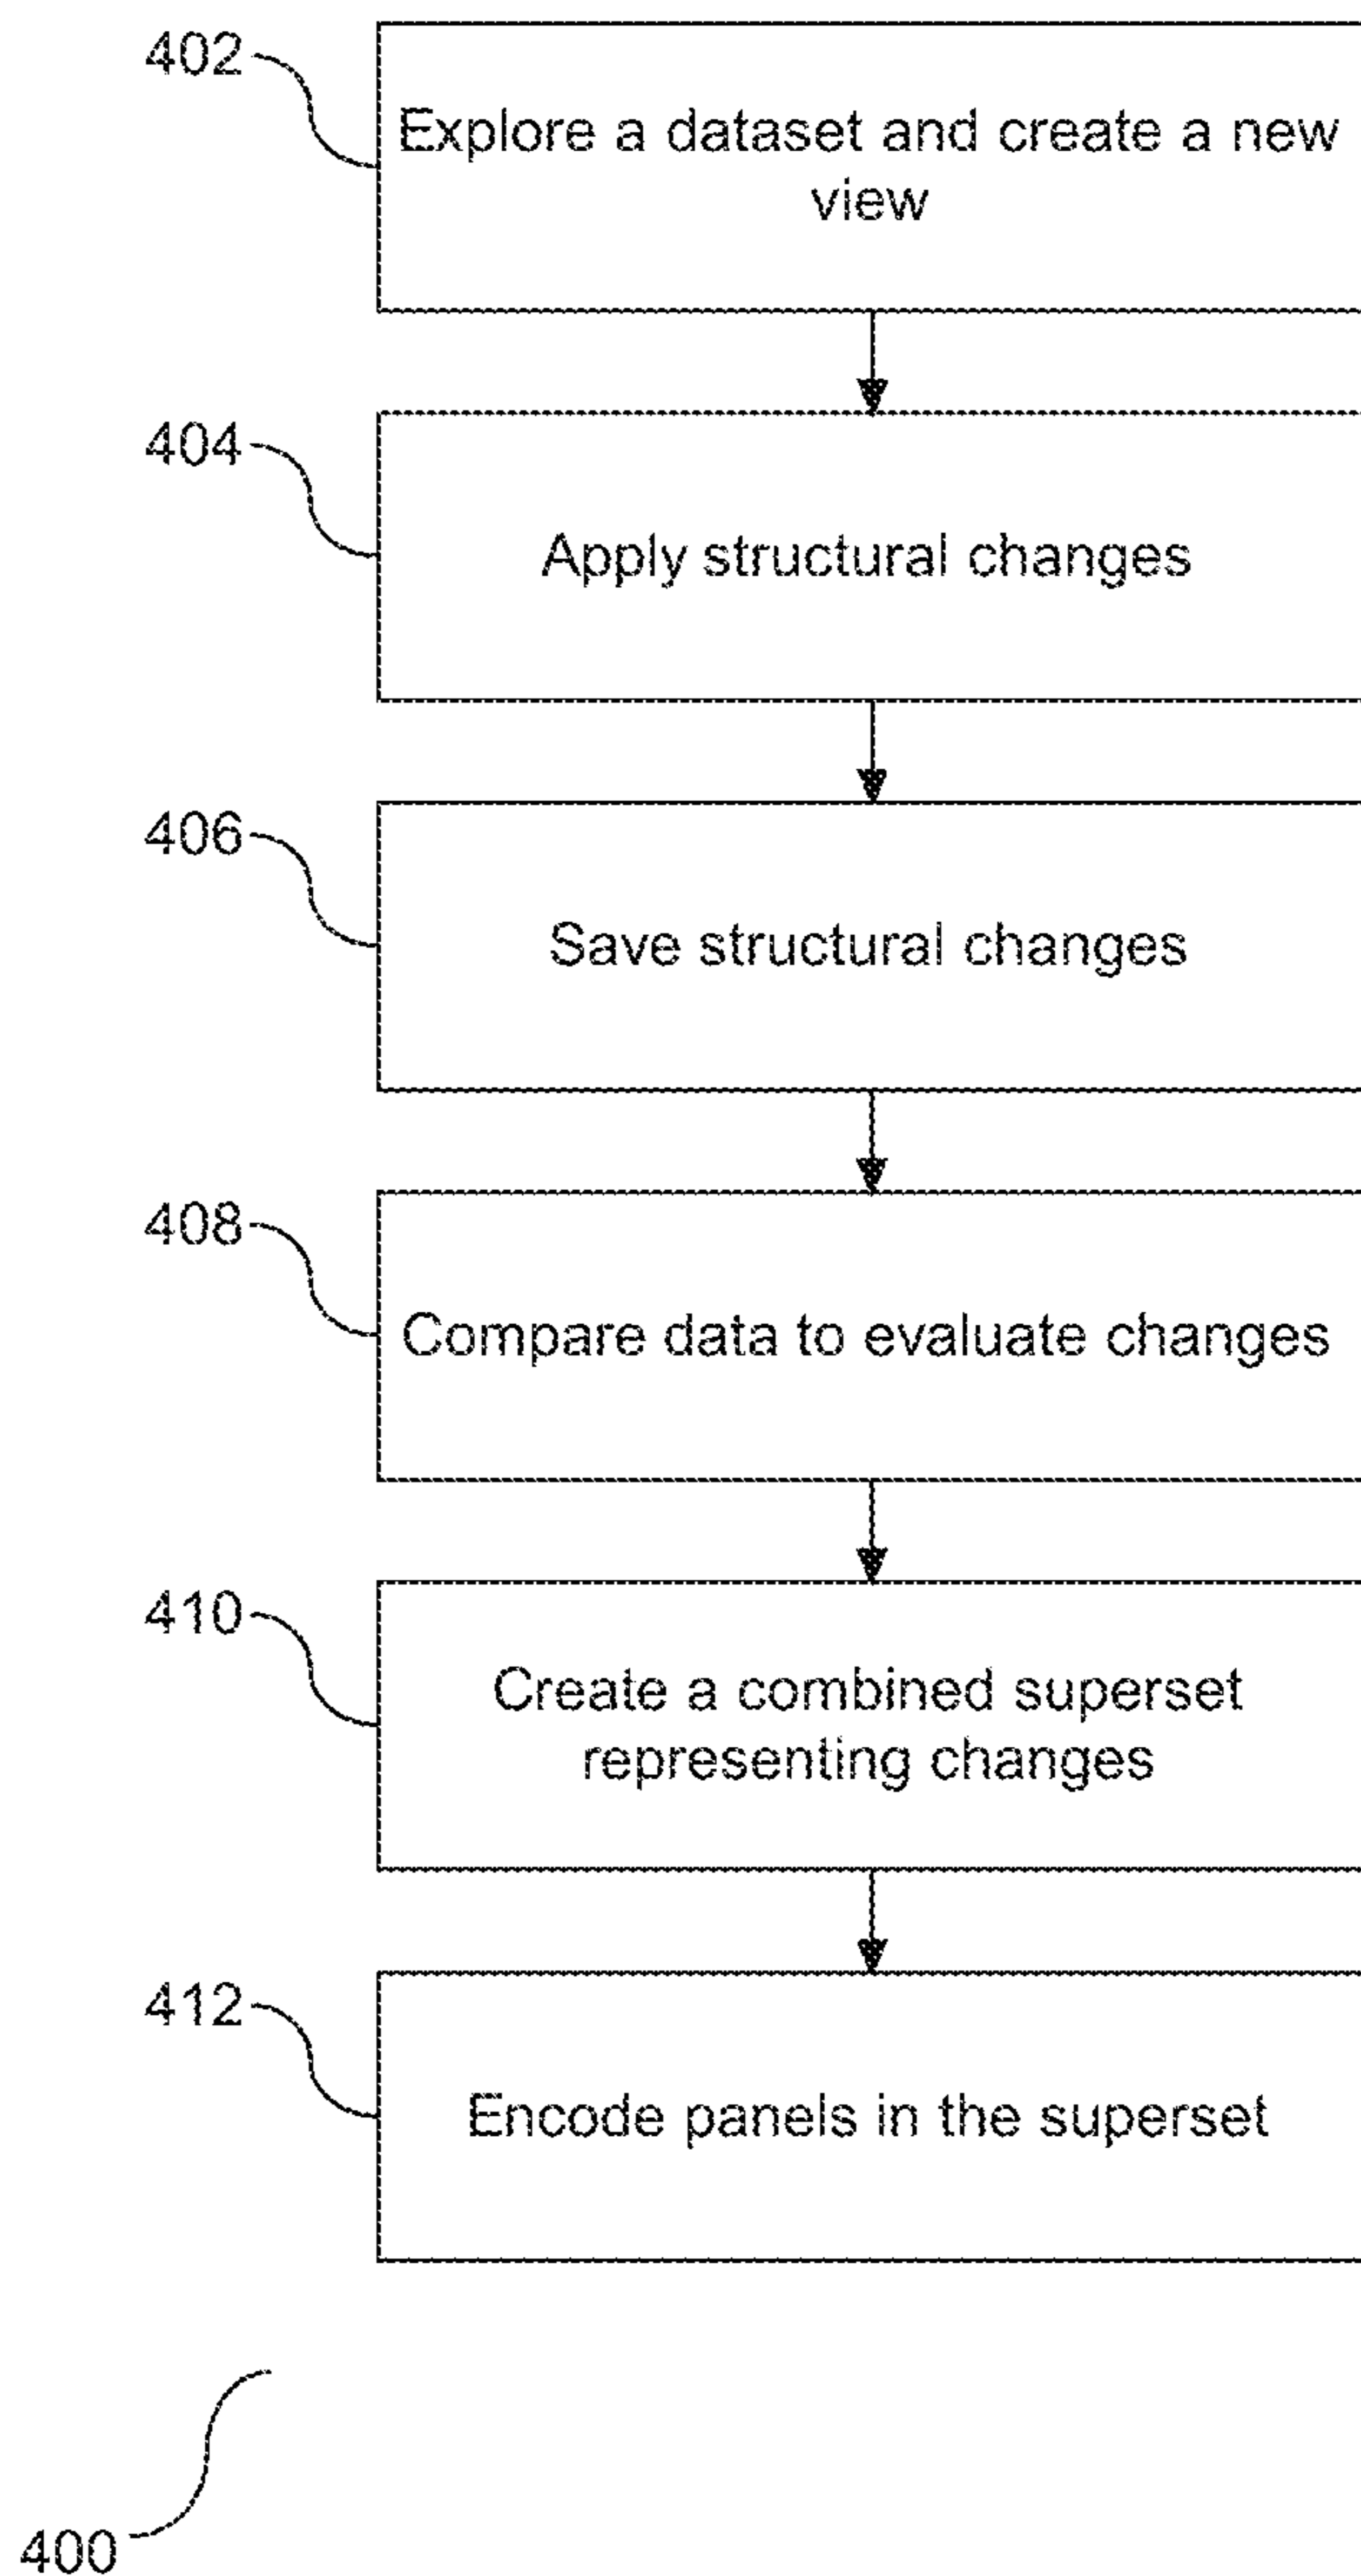 402
Explore a dataset and create a new
view
404
Apply structural changes
406
Save structural changes
408
Compare data to evaluate changes
410
Create a combined superset
representing changes
412
Encode panels in the superset
400